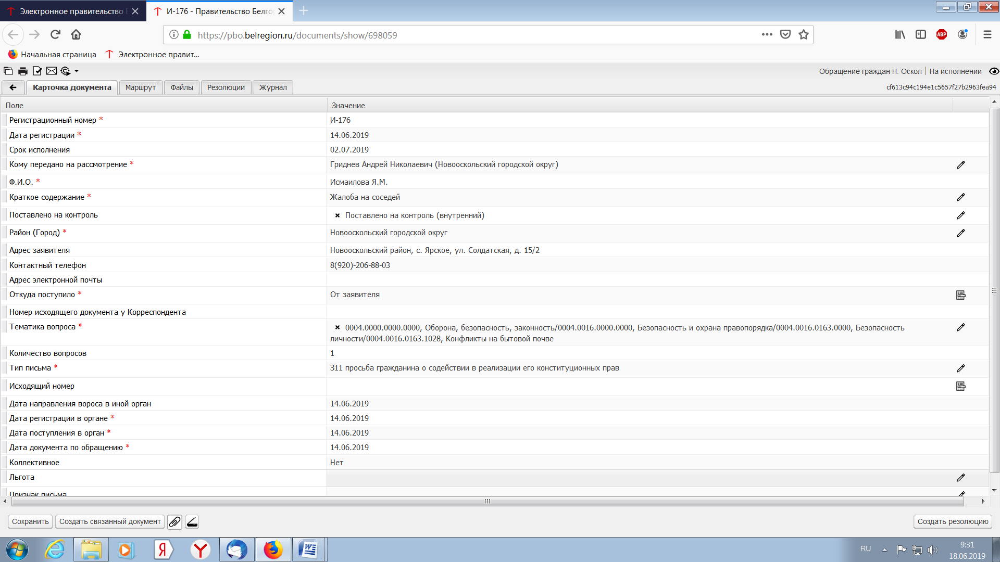 Электронное правительство Б
И-176 - Правительство Белго
https://pbo.belregion.ru/documents/show/698059
ABP
Начальная страница
Электронное правит...
Обращение граждан Н. Оскол | На исполнении
Карточка документа
Маршрут
Файлы
Резолюции
Журнал
cf613c94c194e1c5657f27b2963fea94
Поле Значение
Регистрационный номер * И-176
Дата регистрации * 14.06.2019
Срок исполнения 02.07.2019
Кому передано на рассмотрение * Гриднев Андрей Николаевич (Новооскольский городской округ)
Ф.И.О. * Исмаилова Я.М.
Краткое содержание * Жалоба на соседей
Поставлено на контроль Поставлено на контроль (внутренний)
Район (Город) * Новооскольский городской округ
Адрес заявителя Новооскольский район, с. Ярское, ул. Солдатская, д. 15/2
Контактный телефон 8(920)-206-88-03
Адрес электронной почты
Откуда поступило * От заявителя
Номер исходящего документа у Корреспондента
Тематика вопроса * 0004.0000.0000.0000, Оборона, безопасность, законность/0004.0016.0000.0000, Безопасность и охрана правопорядка/0004.0016.0163.0000, Безопасность
личности/0004.0016.0163.1028, Конфликты на бытовой почве
Количество вопросов 1
Тип письма * 311 просьба гражданина о содействии в реализации его конституционных прав
Исходящий номер
Дата направления вороса в иной орган 14.06.2019
Дата регистрации в органе * 14.06.2019
Дата поступления в орган * 14.06.2019
Дата документа по обращению * 14.06.2019
Коллективное Нет
Льгота
Признак письма
Сохранить
Создать связанный документ
Создать резолюцию
RU
9:31
18.06.2019